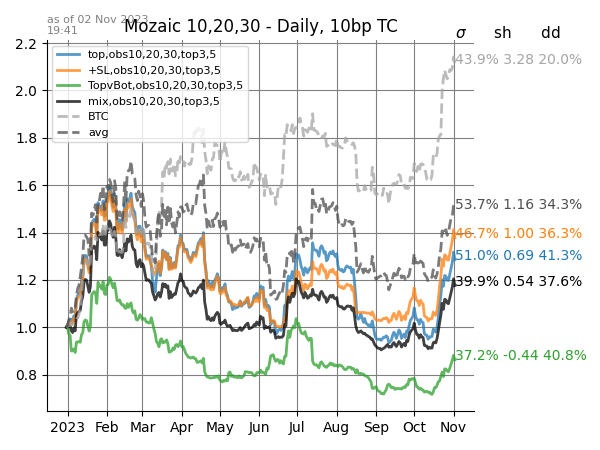 as of 02 Nov 2023
19:41
Mozaic 10,20,30 - Daily, 10bp TC
σ sh dd
top,obs10,20,30,top3,5
+SL,obs10,20,30,top3,5
TopvBot,obs10,20,30,top3,5
mix,obs10,20,30,top3,5
BTC
avg
43.9% 3.28 20.0%
53.7% 1.16 34.3%
46.7% 1.00 36.3%
51.0% 0.69 41.3%
39.9% 0.54 37.6%
37.2% -0.44 40.8%
2.2
2.0
1.8
1.6
1.4
1.2
1.0
0.8
2023 Feb Mar Apr May Jun Jul Aug Sep Oct Nov